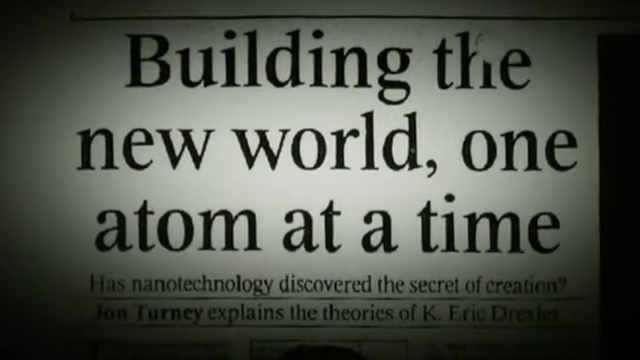 Building the
new world, one
atom at a time
Has nanotechnology discovered the secret of creation?
Jon Turney explains the theories of K. Eric Drexler